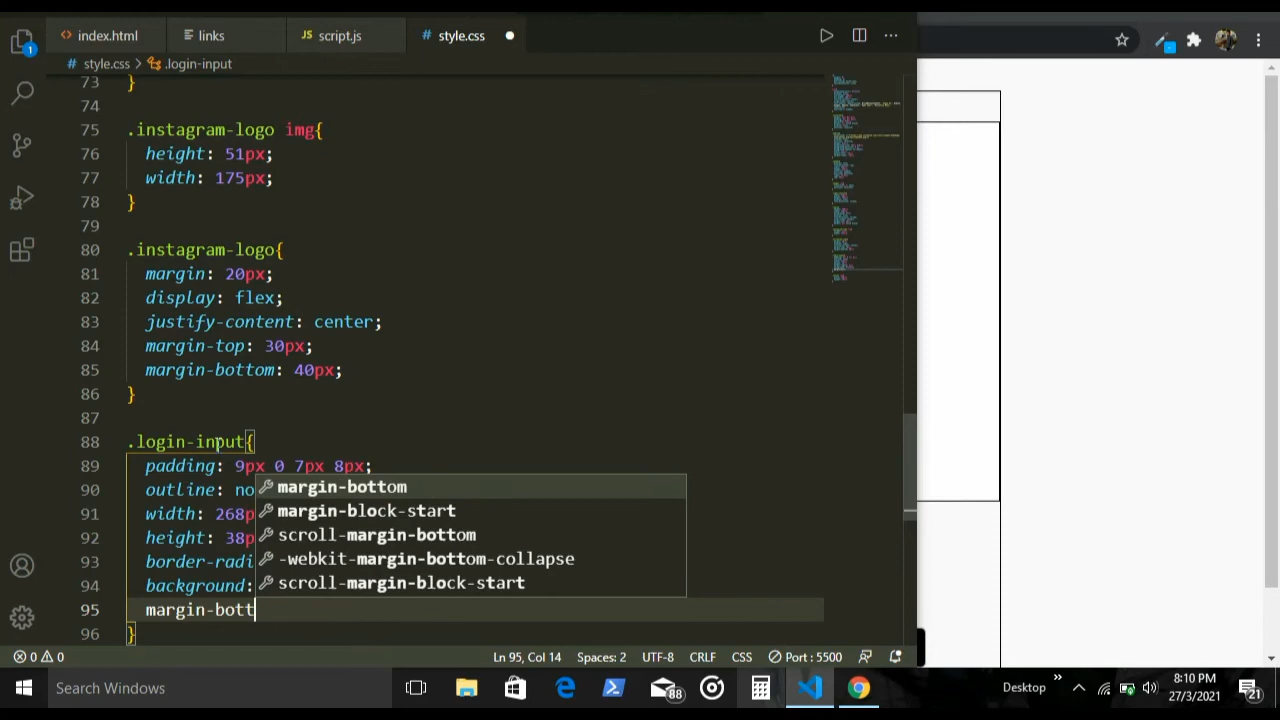 index.html links script.js # style.css
# style.css > .login-input
73 }
74
75 .instagram-logo img{
76 height: 51px;
77 width: 175px;
78 }
79
80 .instagram-logo{
81 margin: 20px;
82 display: flex;
83 justify-content: center;
84 margin-top: 30px;
85 margin-bottom: 40px;
86 }
87
88 .login-input{
89 padding: 9px 0 7px 8px;
90 outline: no
margin-bottom
91 width: 268p
margin-block-start
92 height: 38p
scroll-margin-bottom
93 border-radi
-webkit-margin-bottom-collapse
94 background:
scroll-margin-block-start
95 margin-bott
96 }
0 0 Ln 95, Col 14 Spaces: 2 UTF-8 CRLF CSS Port : 5500
Search Windows 88 Desktop 8:10 PM
27/3/2021 21